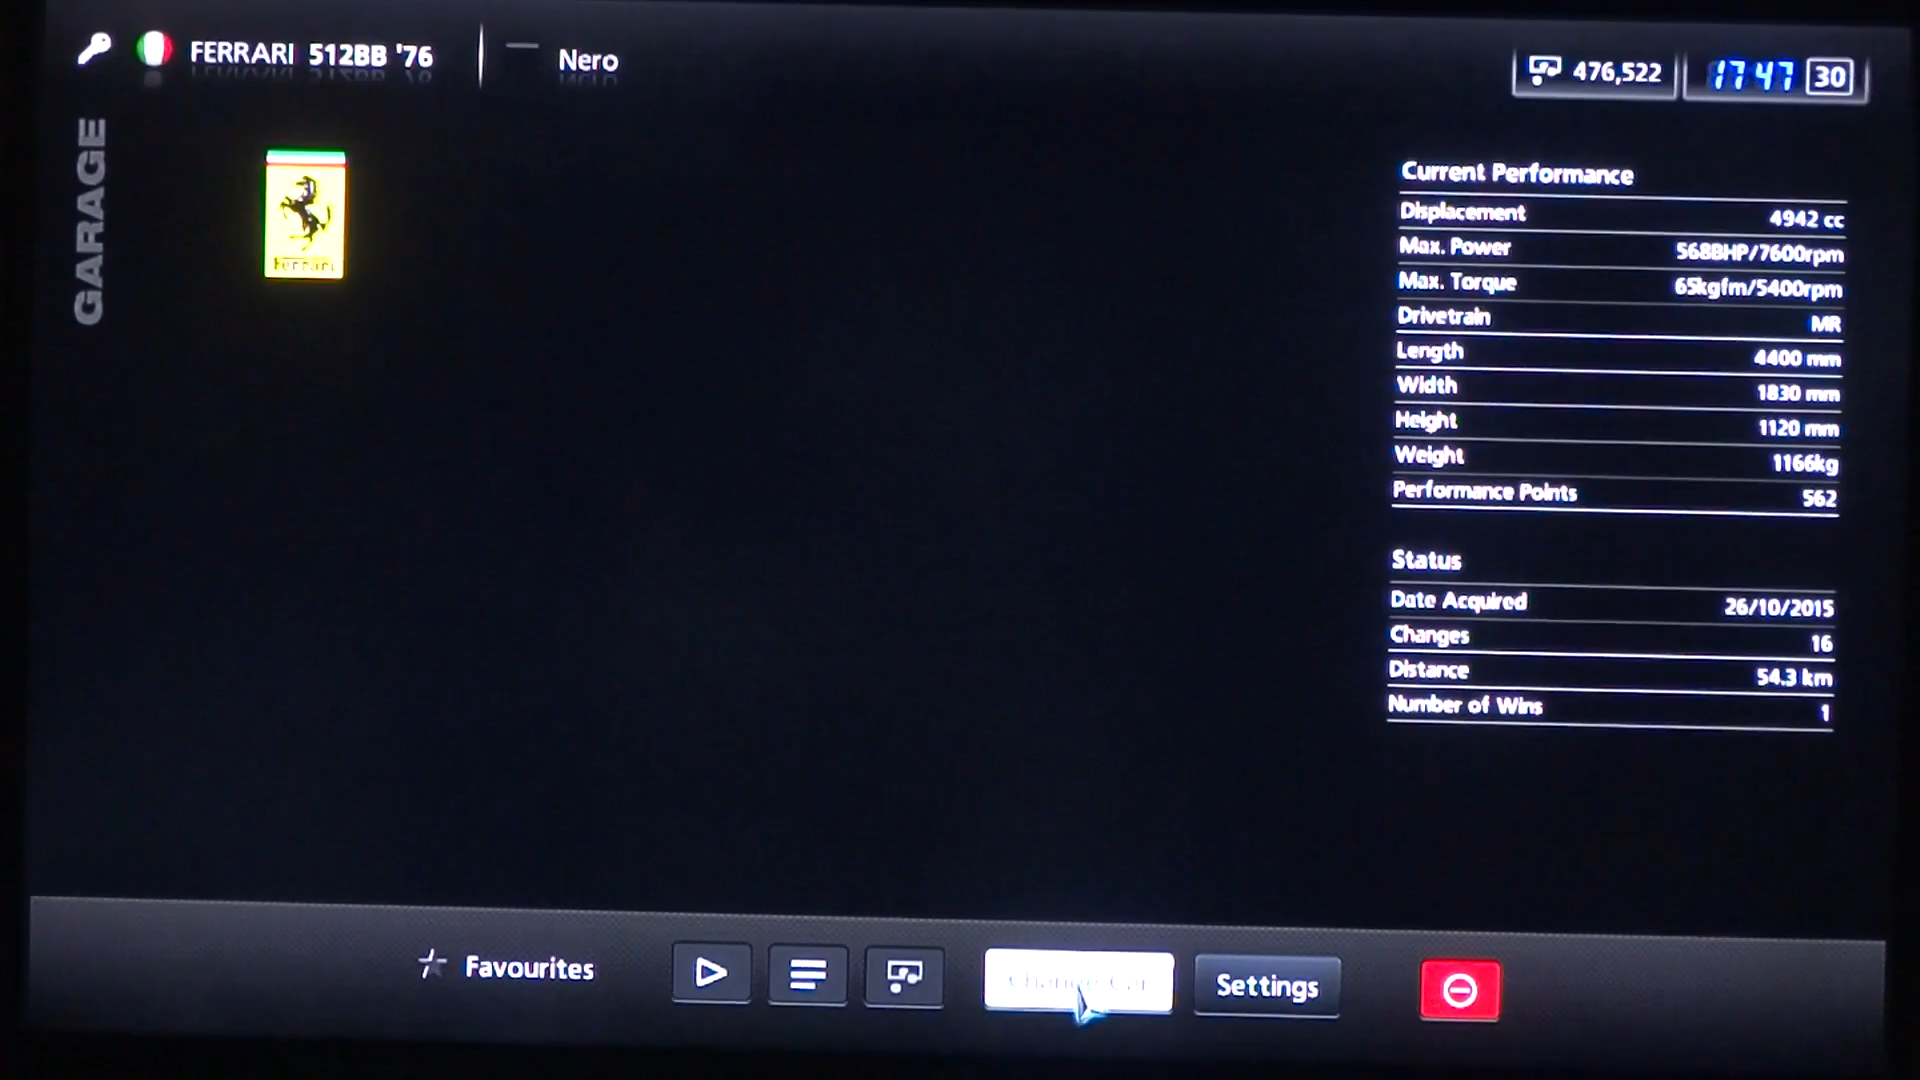 FERRARI 512BB '76
Nero
476,522
17 47 30
GARAGE
Ferrari
Current Performance
Displacement 4942 cc
Max. Power 568BHP/7600rpm
Max. Torque 65kgfm/5400rpm
Drivetrain MR
Length 4400 mm
Width 1830 mm
Height 1120 mm
Weight 1166kg
Performance Points 562
Status
Date Acquired 26/10/2015
Changes 16
Distance 54.3 km
Number of Wins 1
Favourites
Change Car
Settings